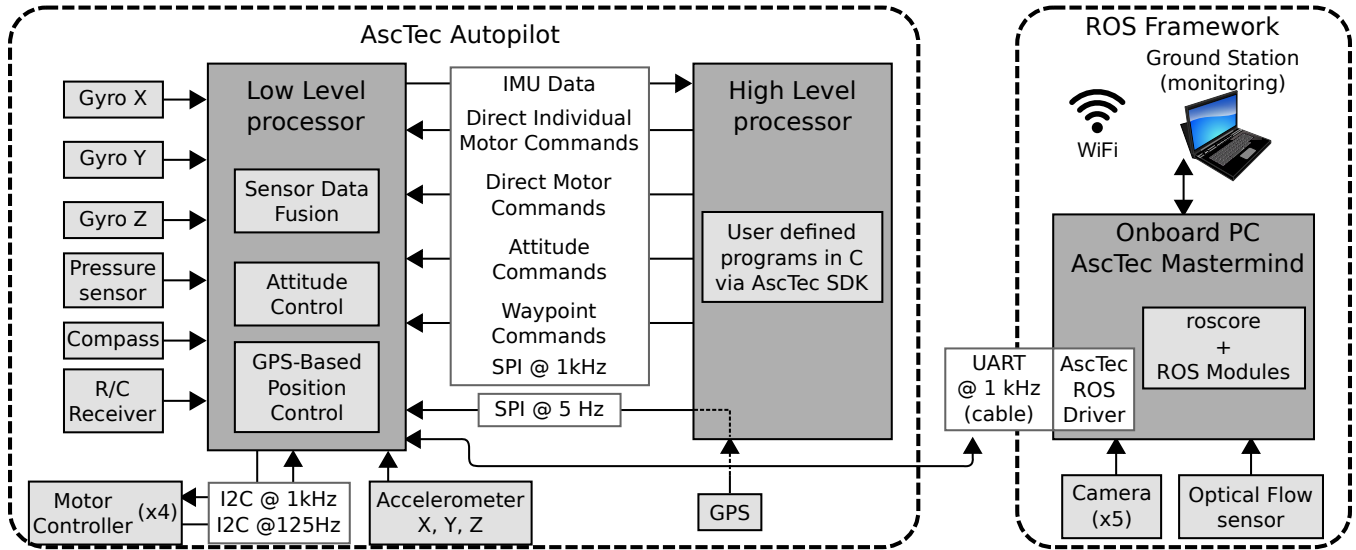 AscTec Autopilot
Gyro X
Gyro Y
Gyro Z
Pressure
sensor
Compass
R/C
Receiver
Low Level
processor
Sensor Data
Fusion
Attitude
Control
GPS-Based
Position
Control
IMU Data
Direct Individual
Motor Commands
Direct Motor
Commands
Attitude
Commands
Waypoint
Commands
SPI @ 1kHz
SPI @ 5 Hz
High Level
processor
User defined
programs in C
via AscTec SDK
Motor
Controller
(x4)
I2C @ 1kHz
I2C @125Hz
Accelerometer
X, Y, Z
GPS
ROS Framework
Ground Station
(monitoring)
WiFi
Onboard PC
AscTec Mastermind
roscore
+
ROS Modules
UART
@ 1 kHz
(cable)
AscTec
ROS
Driver
Camera
(x5)
Optical Flow
sensor